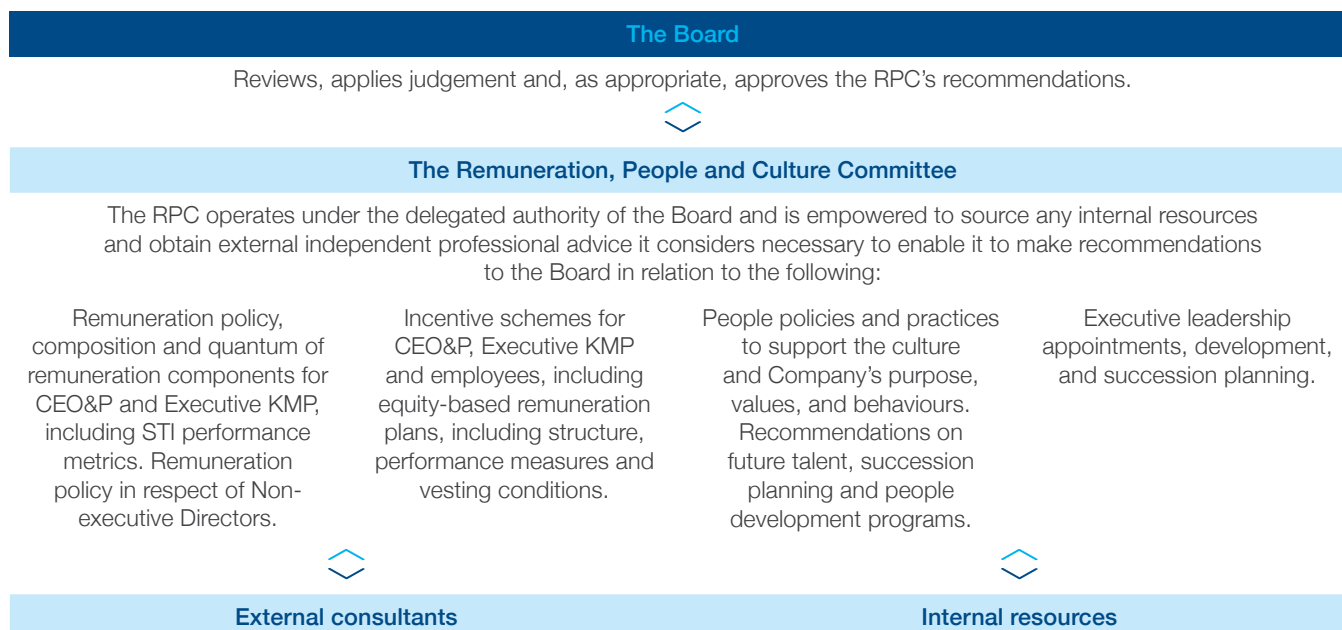 The Board
Reviews, applies judgement and, as appropriate, approves the RPC's recommendations.
The Remuneration, People and Culture Committee
The RPC operates under the delegated authority of the Board and is empowered to source any internal resources
and obtain external independent professional advice it considers necessary to enable it to make recommendations
to the Board in relation to the following:
Remuneration policy,
composition and quantum of
remuneration components for
CEO&P and Executive KMP,
including STI performance
metrics. Remuneration
policy in respect of Non-
executive Directors.
Incentive schemes for
CEO&P, Executive KMP
and employees, including
equity-based remuneration
plans, including structure,
performance measures and
vesting conditions.
People policies and practices
to support the culture
and Company's purpose,
values, and behaviours.
Recommendations on
future talent, succession
planning and people
development programs.
Executive leadership
appointments, development,
and succession planning.
External consultants
Internal resources